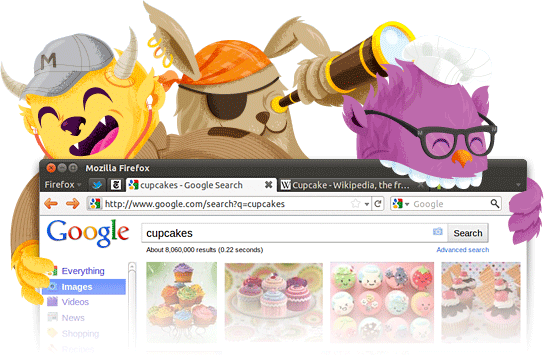 M
Mozilla Firefox
Firefox
cupcakes - Google Search
W Cupcake - Wikipedia, the fr...
http://www.google.com/search?q=cupcakes
Google
Google
cupcakes
Search
About 8,060,000 results (0.22 seconds)
Advanced search
Everything
Images
Videos
News
Shopping